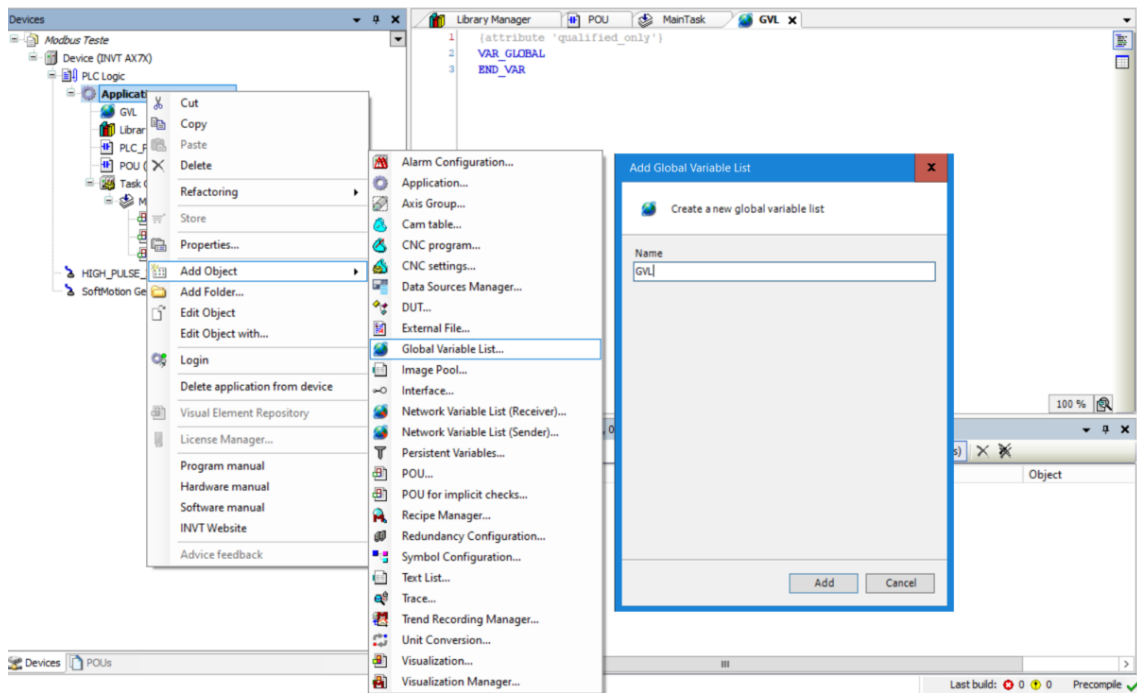 Devices
Modbus Teste
Device (INVT AX7X)
PLC Logic
Applicati
GVL
Librar
PLC_F
POU (
Task
M
HIGH_PULSE_
SoftMotion Ge
Devices
POUs
Cut
Copy
Paste
Delete
Refactoring
Store
Properties...
Add Object
Add Folder...
Edit Object
Edit Object with...
Login
Delete application from device
Visual Element Repository
License Manager...
Program manual
Hardware manual
Software manual
INVT Website
Advice feedback
Alarm Configuration...
Application...
Axis Group...
Cam table...
CNC program...
CNC settings...
Data Sources Manager...
DUT...
External File...
Global Variable List...
Image Pool...
Interface...
Network Variable List (Receiver)...
Network Variable List (Sender)...
Persistent Variables...
POU...
POU for implicit checks...
Recipe Manager...
Redundancy Configuration...
Symbol Configuration...
Text List...
Trace...
Trend Recording Manager...
Unit Conversion...
Visualization...
Visualization Manager...
Library Manager
POU
MainTask
GVL
1 {attribute 'qualified_only'}
2 VAR_GLOBAL
3 END_VAR
Add Global Variable List
Create a new global variable list
Name
GVL
Add
Cancel
100 %
Object
Last build: 0 0 Precompile